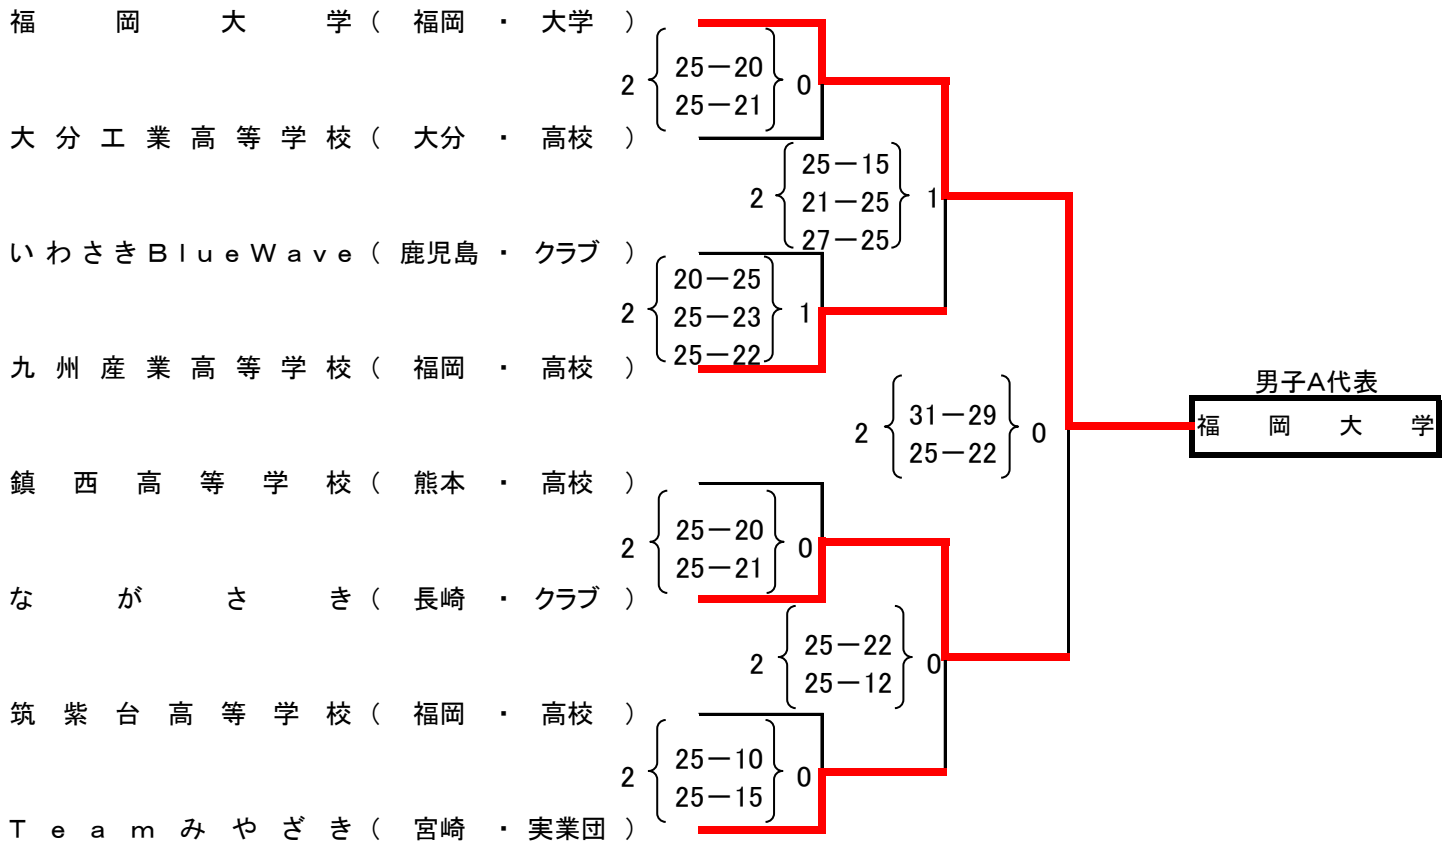 福岡大学（福岡・大学）
2 25－20 0
25－21
大分工業高等学校（大分・高校）
25－15
2 21－25 1
27－25
いわさきBlueWave（鹿児島・クラブ）
20－25
2 25－23 1
25－22
九州産業高等学校（福岡・高校）
男子A代表
福岡大学
2 31－29 0
25－22
鎮西高等学校（熊本・高校）
2 25－20 0
25－21
ながさき（長崎・クラブ）
2 25－22 0
25－12
筑紫台高等学校（福岡・高校）
2 25－10 0
25－15
Teamみやざき（宮崎・実業団）